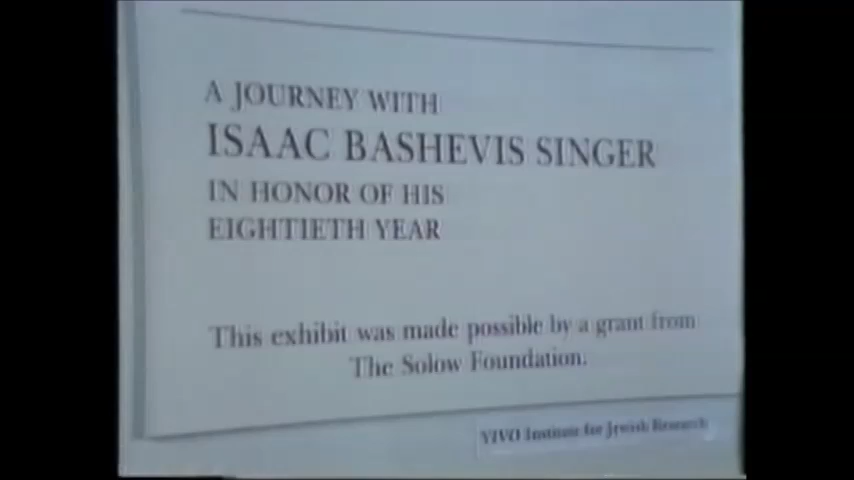 A JOURNEY WITH
ISAAC BASHEVIS SINGER
IN HONOR OF HIS
EIGHTIETH YEAR
This exhibit was made possible by a grant from
The Solow Foundation.
YIVO Institute for Jewish Research